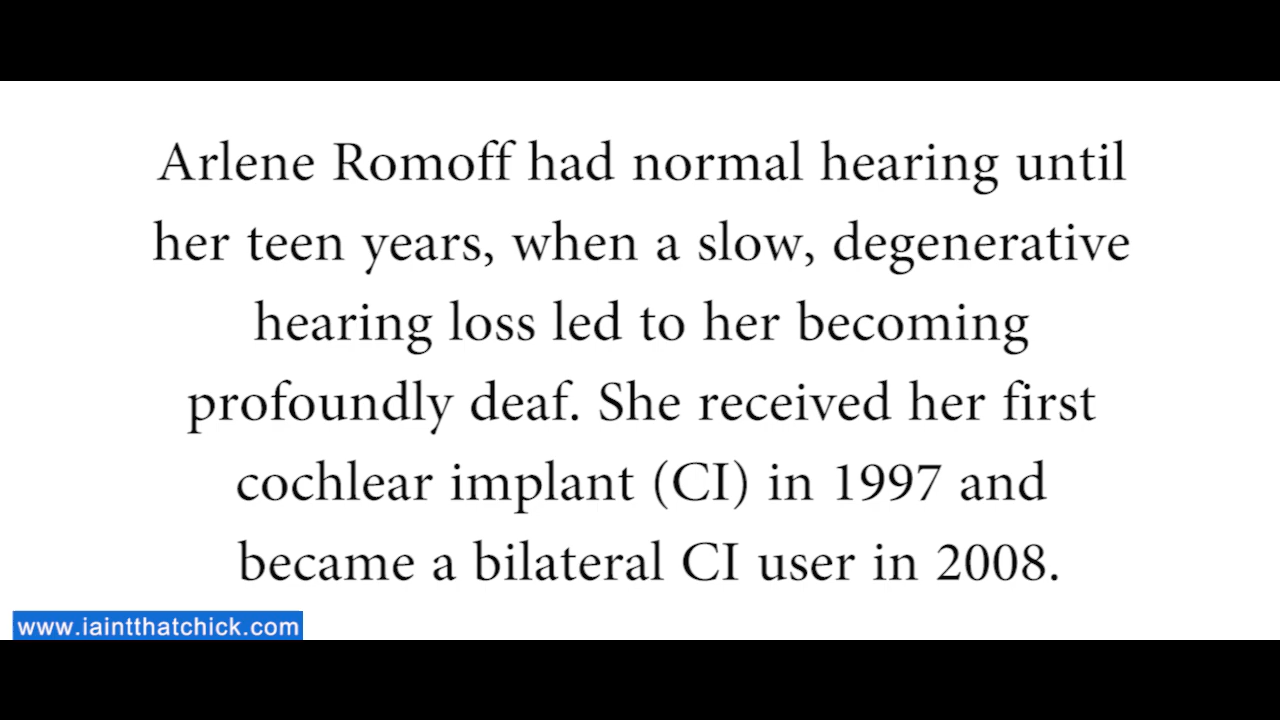 Arlene Romoff had normal hearing until
her teen years, when a slow, degenerative
hearing loss led to her becoming
profoundly deaf. She received her first
cochlear implant (CI) in 1997 and
became a bilateral CI user in 2008.
www.iaintthatchick.com